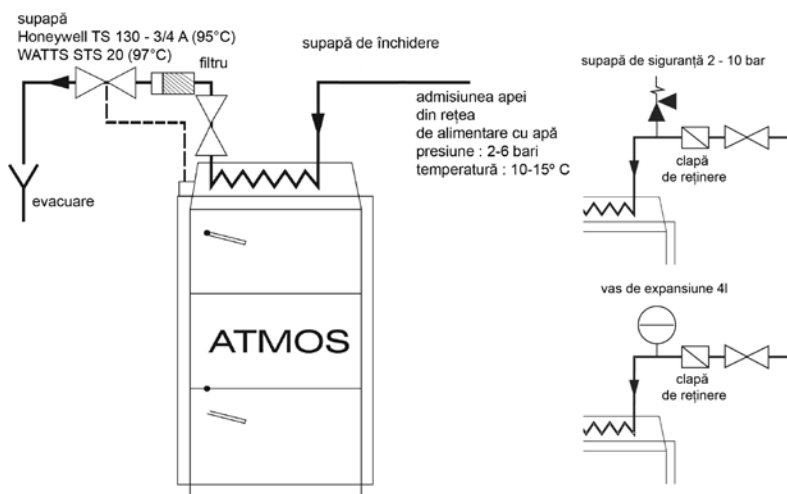 supapă
Honeywell TS 130 - 3/4 A (95°C)
WATTS STS 20 (97°C)
filtru
supapă de închidere
admisiunea apei
din rețea
de alimentare cu apă
presiune : 2-6 bari
temperatură : 10-15º C
evacuare
ATMOS
supapă de siguranță 2 - 10 bar
clapă
de reținere
vas de expansiune 4l
clapă
de reținere